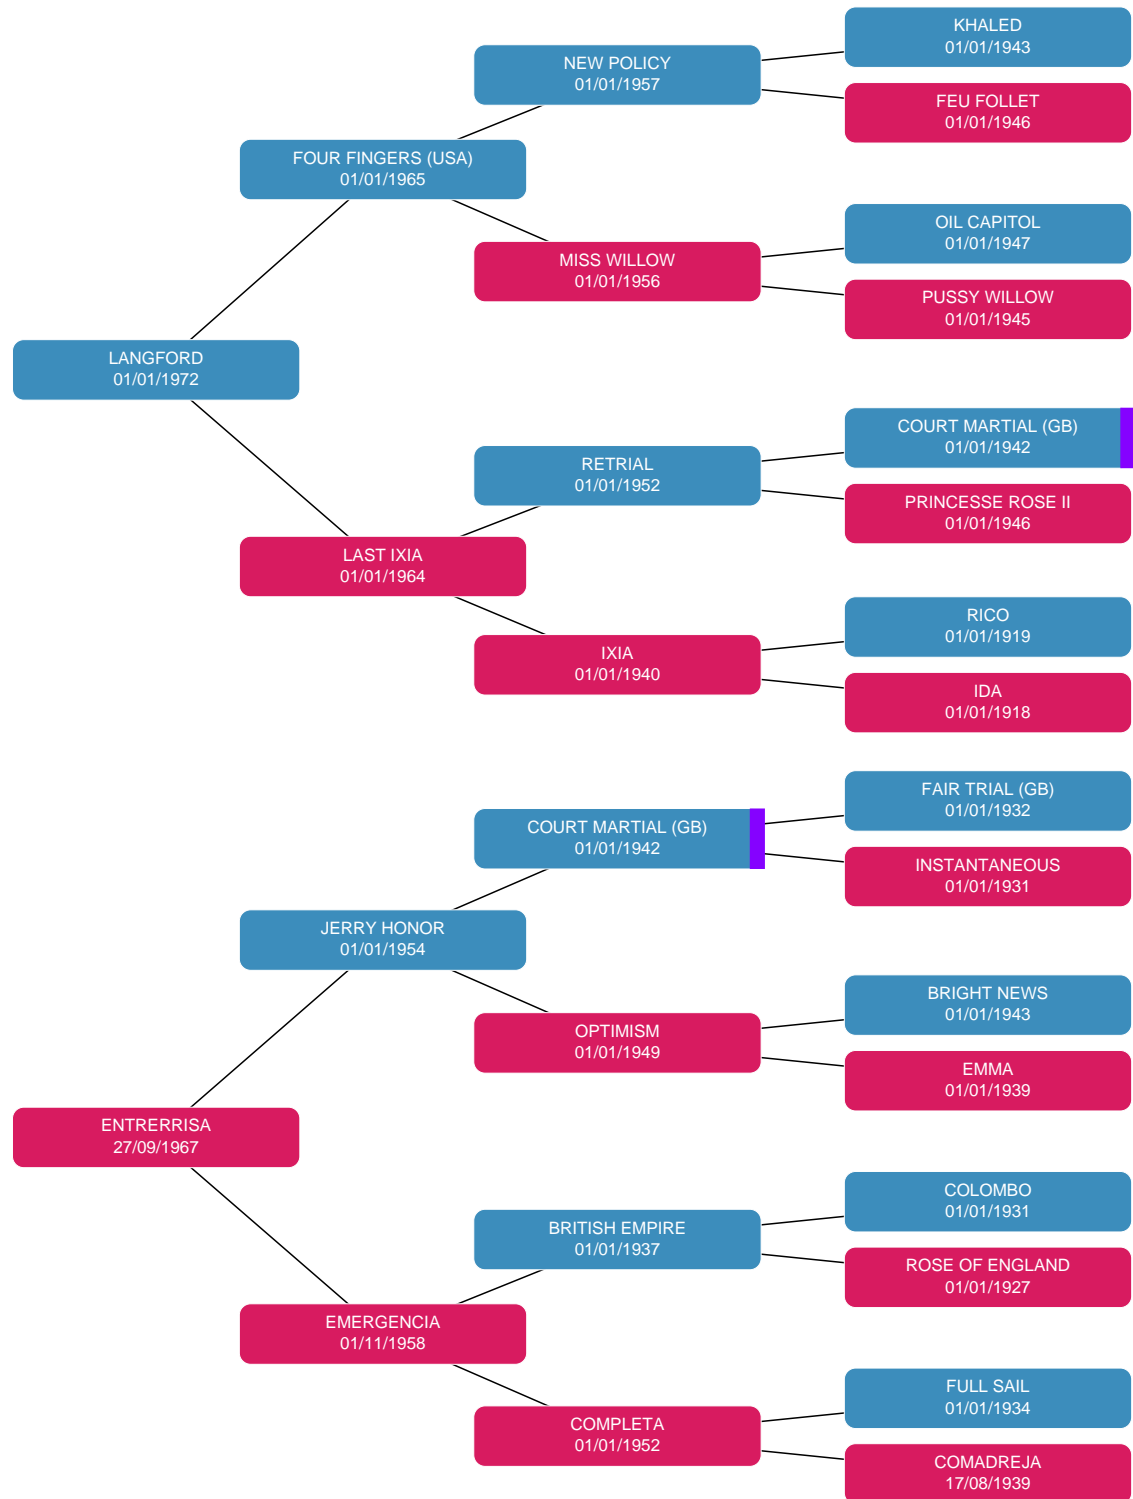 KHALED
01/01/1943
NEW POLICY
01/01/1957
FEU FOLLET
01/01/1946
FOUR FINGERS (USA)
01/01/1965
OIL CAPITOL
01/01/1947
MISS WILLOW
01/01/1956
PUSSY WILLOW
01/01/1945
LANGFORD
01/01/1972
COURT MARTIAL (GB)
01/01/1942
RETRIAL
01/01/1952
PRINCESSE ROSE II
01/01/1946
LAST IXIA
01/01/1964
RICO
01/01/1919
IXIA
01/01/1940
IDA
01/01/1918
FAIR TRIAL (GB)
01/01/1932
COURT MARTIAL (GB)
01/01/1942
INSTANTANEOUS
01/01/1931
JERRY HONOR
01/01/1954
BRIGHT NEWS
01/01/1943
OPTIMISM
01/01/1949
EMMA
01/01/1939
ENTRERRISA
27/09/1967
COLOMBO
01/01/1931
BRITISH EMPIRE
01/01/1937
ROSE OF ENGLAND
01/01/1927
EMERGENCIA
01/11/1958
FULL SAIL
01/01/1934
COMPLETA
01/01/1952
COMADREJA
17/08/1939